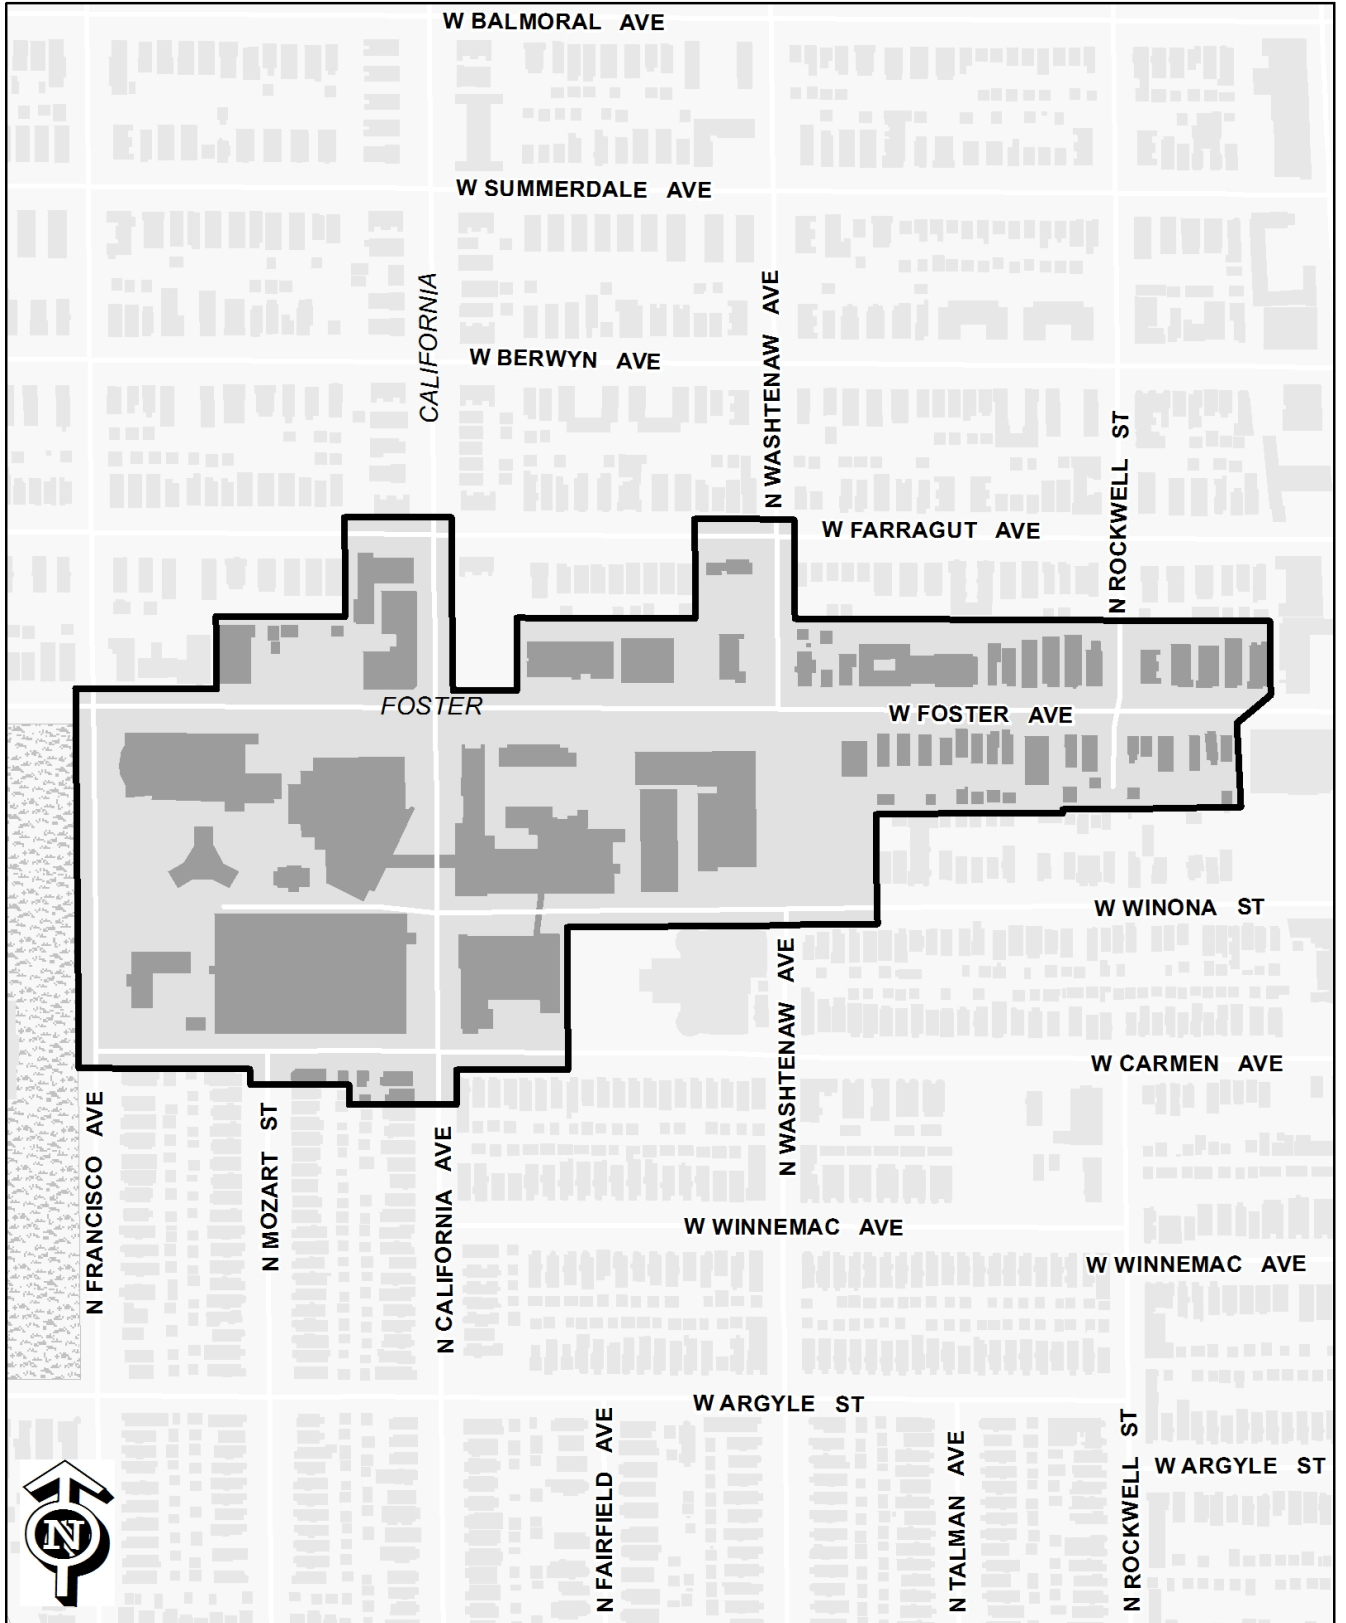 W BALMORAL AVE
W SUMMERDALE AVE
CALIFORNIA
N WASHTENAW AVE
W BERWYN AVE
N ROCKWELL ST
W FARRAGUT AVE
FOSTER
W FOSTER AVE
W WINONA ST
N WASHTENAW AVE
W CARMEN AVE
N FRANCISCO AVE
N MOZART ST
N CALIFORNIA AVE
W WINNEMAC AVE
W WINNEMAC AVE
W ARGYLE ST
N FAIRFIELD AVE
N TALMAN AVE
N ROCKWELL ST
W ARGYLE ST
N